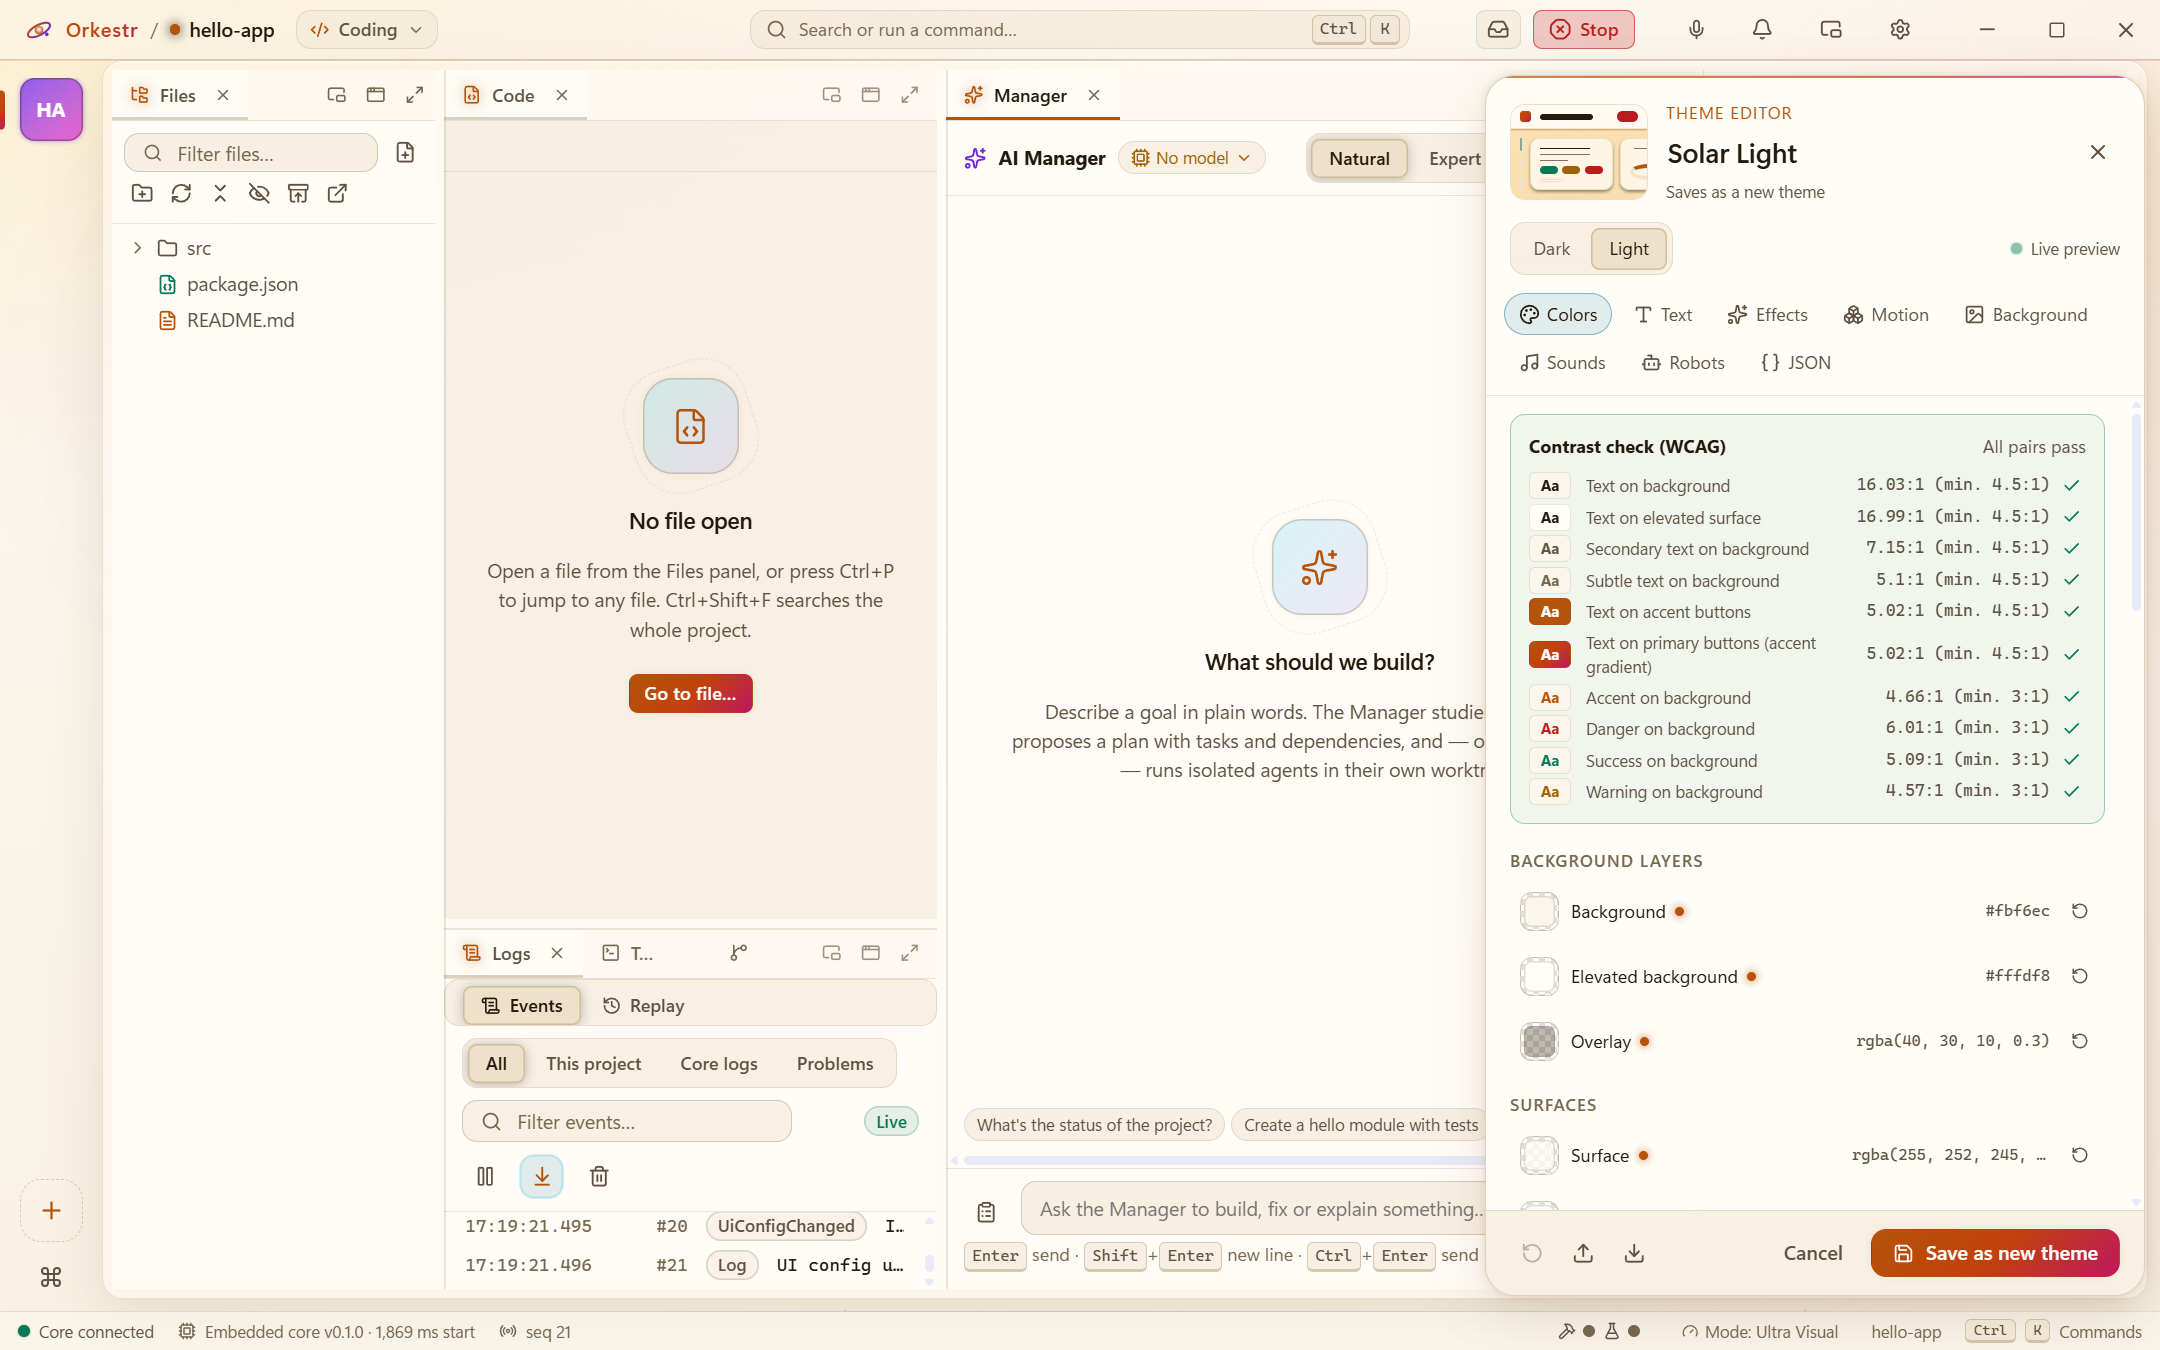 Orkestr / hello-app
Coding
Search or run a command...
Ctrl K
Stop
HA
Files
Filter files...
src
package.json
README.md
Code
No file open
Open a file from the Files panel, or press Ctrl+P
to jump to any file. Ctrl+Shift+F searches the
whole project.
Go to file...
Logs
T...
Events
Replay
All
This project
Core logs
Problems
Filter events...
Live
17:19:21.495 #20 UiConfigChanged I...
17:19:21.496 #21 Log UI config u...
Manager
AI Manager
No model
Natural
Expert
What should we build?
Describe a goal in plain words. The Manager studie
proposes a plan with tasks and dependencies, and — o
— runs isolated agents in their own worktr
What's the status of the project?
Create a hello module with tests
Ask the Manager to build, fix or explain something...
Enter send · Shift+Enter new line · Ctrl+Enter send
THEME EDITOR
Solar Light
Saves as a new theme
Dark
Light
Live preview
Colors
Text
Effects
Motion
Background
Sounds
Robots
JSON
Contrast check (WCAG)
All pairs pass
Aa Text on background 16.03:1 (min. 4.5:1)
Aa Text on elevated surface 16.99:1 (min. 4.5:1)
Aa Secondary text on background 7.15:1 (min. 4.5:1)
Aa Subtle text on background 5.1:1 (min. 4.5:1)
Aa Text on accent buttons 5.02:1 (min. 4.5:1)
Aa Text on primary buttons (accent
gradient) 5.02:1 (min. 4.5:1)
Aa Accent on background 4.66:1 (min. 3:1)
Aa Danger on background 6.01:1 (min. 3:1)
Aa Success on background 5.09:1 (min. 3:1)
Aa Warning on background 4.57:1 (min. 3:1)
BACKGROUND LAYERS
Background #fbf6ec
Elevated background #fffdf8
Overlay rgba(40, 30, 10, 0.3)
SURFACES
Surface rgba(255, 252, 245, …
Cancel
Save as new theme
Core connected
Embedded core v0.1.0 · 1,869 ms start
seq 21
Mode: Ultra Visual
hello-app
Ctrl K Commands